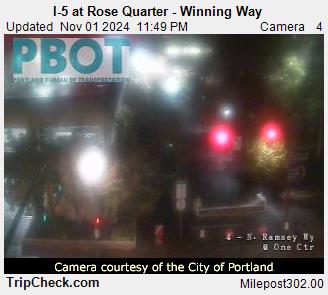 I-5 at Rose Quarter - Winning Way
Updated Nov 01 2024 11:49 PM Camera 4
PBOT
PORTLAND BUREAU OF TRANSPORTATION
4 - N. Ramsey Wy
@ One Ctr
Camera courtesy of the City of Portland
TripCheck.com Milepost302.00